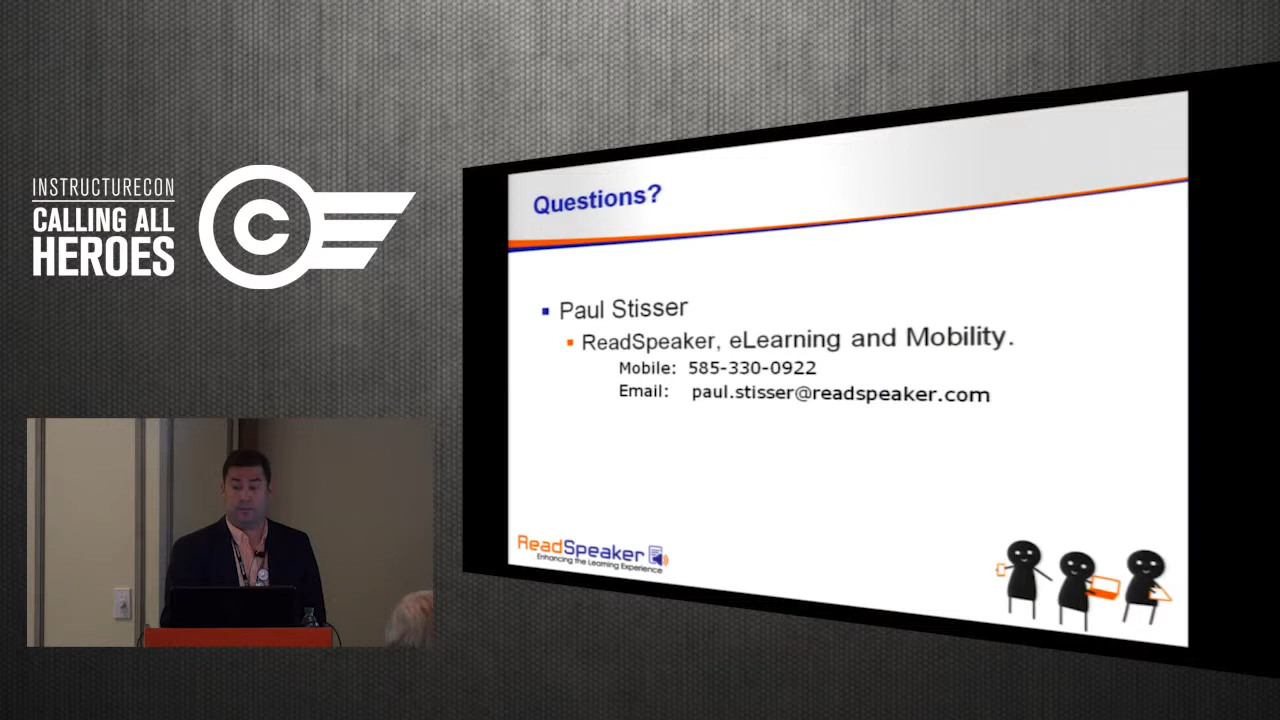 INSTRUCTURECON
CALLING ALL
HEROES
C
Questions?
Paul Stisser
ReadSpeaker, eLearning and Mobility.
Mobile: 585-330-0922
Email: paul.stisser@readspeaker.com
ReadSpeaker
Enhancing the Learning Experience